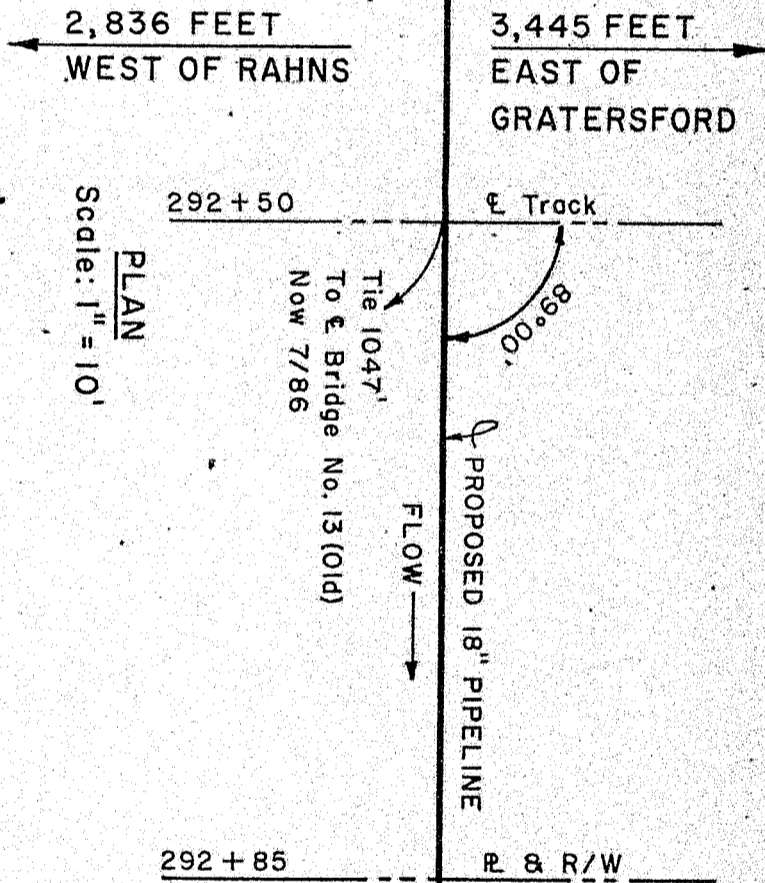 2,836 FEET
WEST OF RAHNS
3,445 FEET
EAST OF
GRATERSFORD
292+50
℄ Track
89°00'
PLAN
Scale: 1" = 10'
Tie 1047'
To ℄ Bridge No. 13 (Old)
Now 7/86
FLOW
PROPOSED 18" PIPELINE
292+85
⅊ & R/W